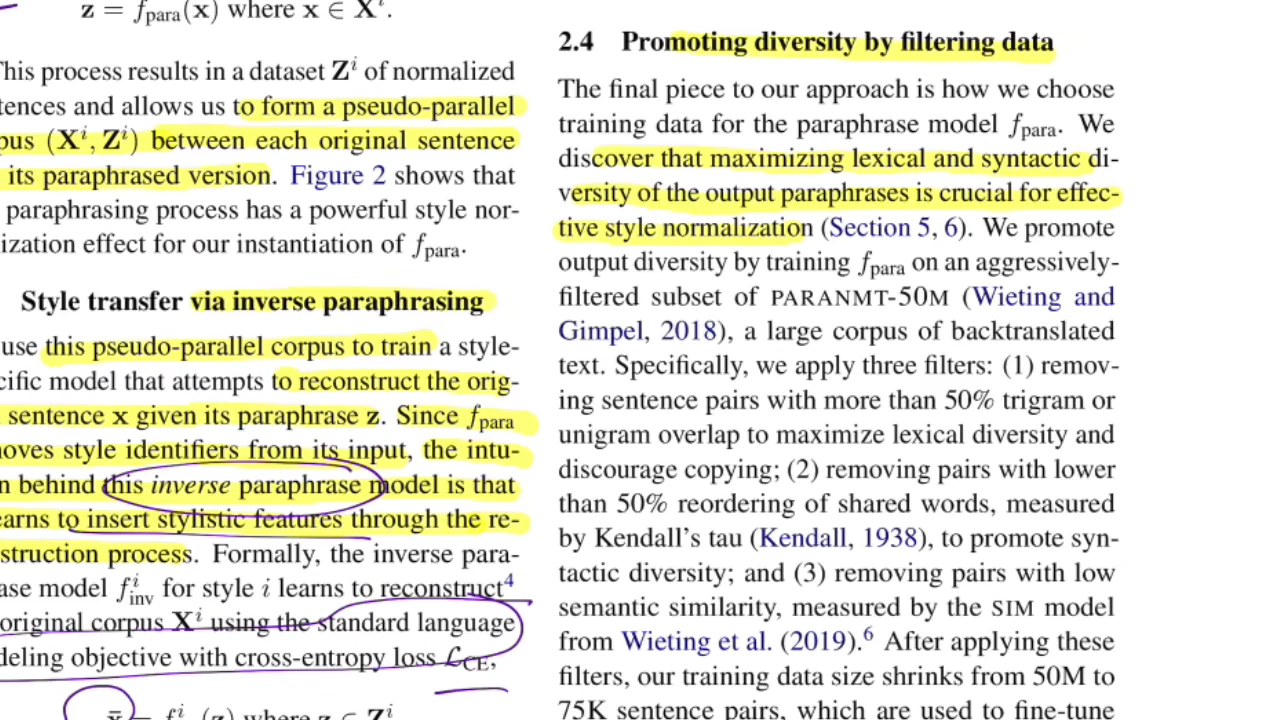 z = f_para(x) where x ∈ X^i.
This process results in a dataset Z^i of normalized
tences and allows us to form a pseudo-parallel
pus (X^i, Z^i) between each original sentence
its paraphrased version. Figure 2 shows that
paraphrasing process has a powerful style nor-
ization effect for our instantiation of f_para.
Style transfer via inverse paraphrasing
use this pseudo-parallel corpus to train a style-
cific model that attempts to reconstruct the orig-
sentence x given its paraphrase z. Since f_para
oves style identifiers from its input, the intu-
n behind this inverse paraphrase model is that
earns to insert stylistic features through the re-
struction process. Formally, the inverse para-
ase model f^i_inv for style i learns to reconstruct^4
original corpus X^i using the standard language
deling objective with cross-entropy loss L_CE,
x̄ = f^i (z) where z ∈ Z^i
2.4 Promoting diversity by filtering data
The final piece to our approach is how we choose
training data for the paraphrase model f_para. We
discover that maximizing lexical and syntactic di-
versity of the output paraphrases is crucial for effec-
tive style normalization (Section 5, 6). We promote
output diversity by training f_para on an aggressively-
filtered subset of PARANMT-50M (Wieting and
Gimpel, 2018), a large corpus of backtranslated
text. Specifically, we apply three filters: (1) remov-
ing sentence pairs with more than 50% trigram or
unigram overlap to maximize lexical diversity and
discourage copying; (2) removing pairs with lower
than 50% reordering of shared words, measured
by Kendall's tau (Kendall, 1938), to promote syn-
tactic diversity; and (3) removing pairs with low
semantic similarity, measured by the SIM model
from Wieting et al. (2019).^6 After applying these
filters, our training data size shrinks from 50M to
75K sentence pairs, which are used to fine-tune